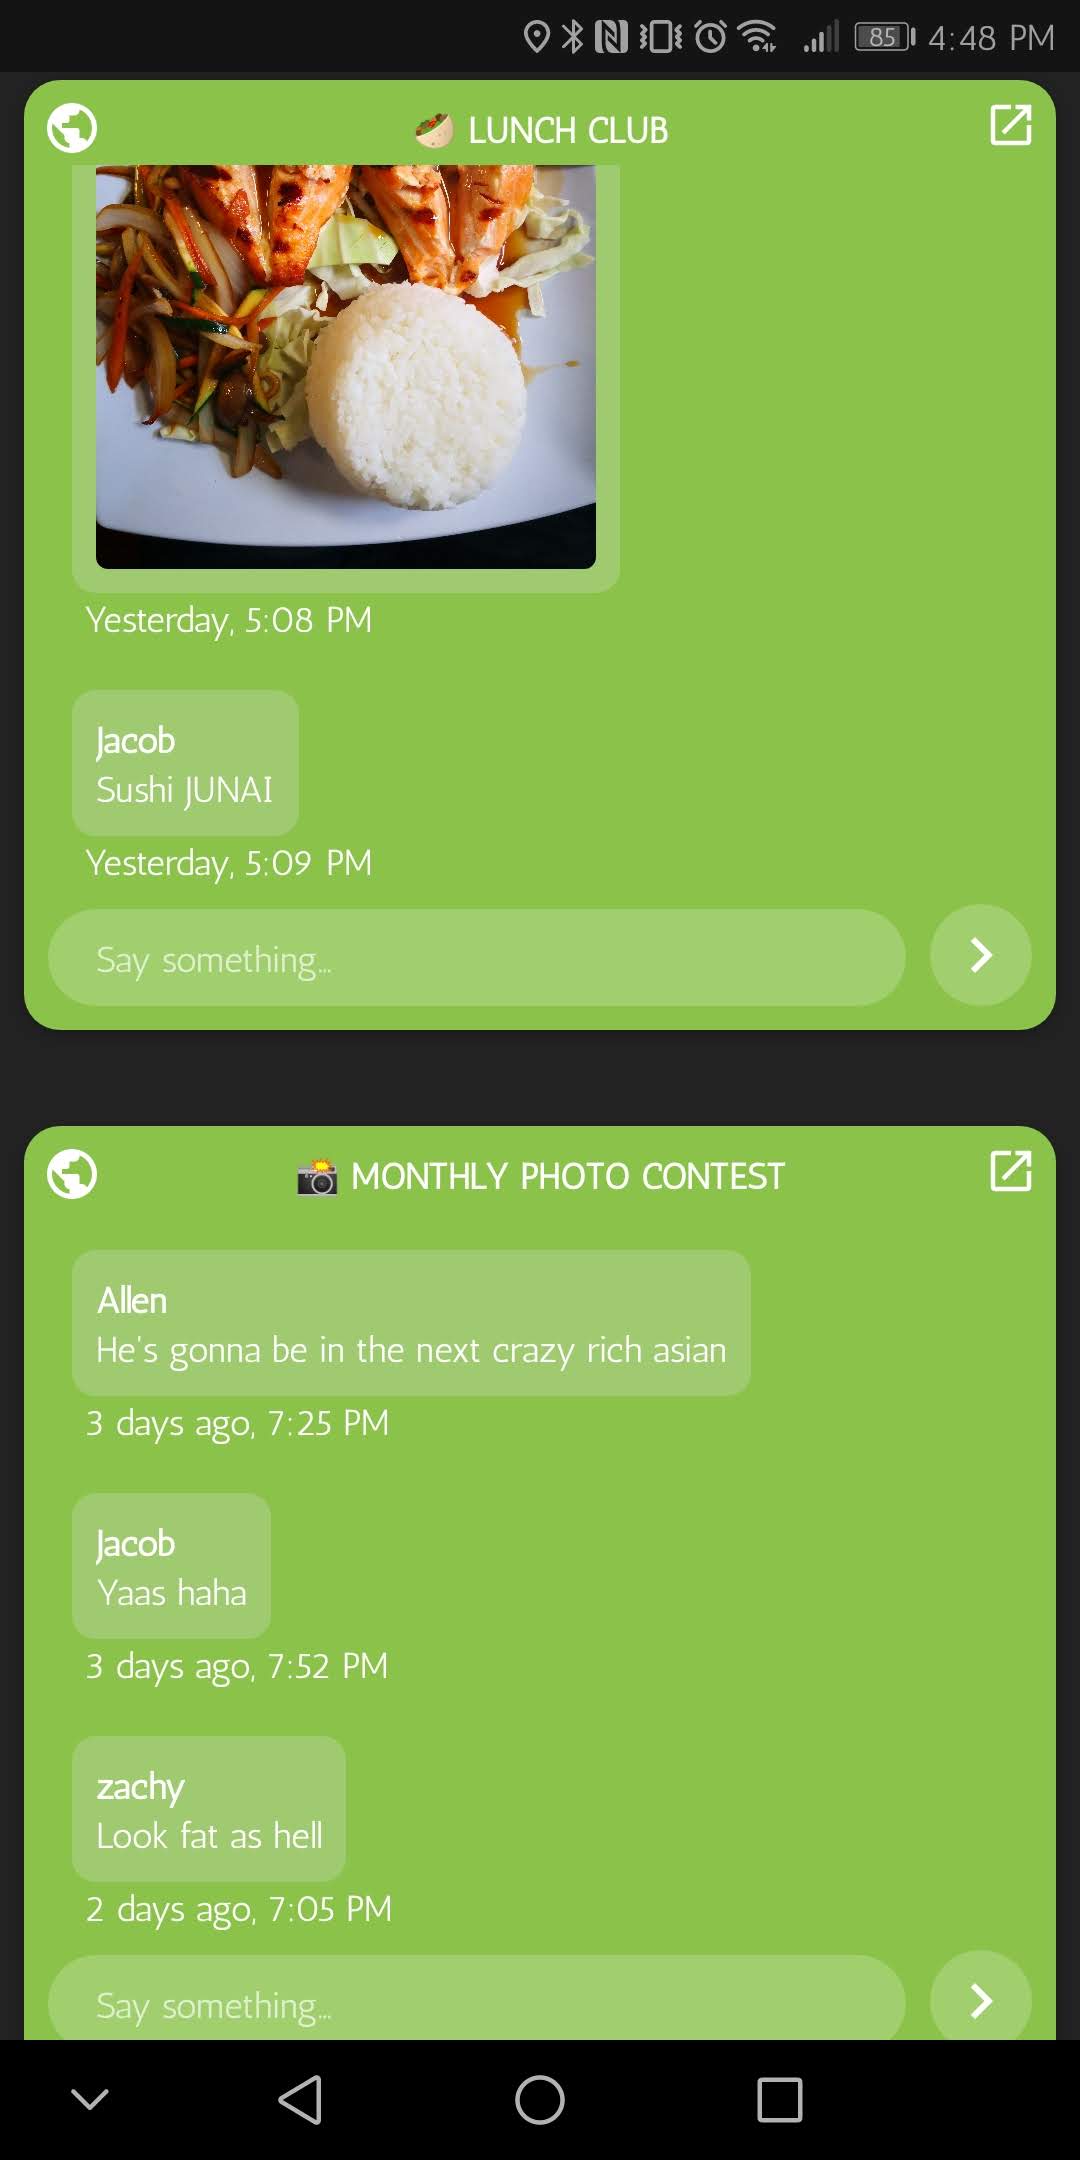 85 4:48 PM
LUNCH CLUB
Yesterday, 5:08 PM
Jacob
Sushi JUNAI
Yesterday, 5:09 PM
Say something...
MONTHLY PHOTO CONTEST
Allen
He's gonna be in the next crazy rich asian
3 days ago, 7:25 PM
Jacob
Yaas haha
3 days ago, 7:52 PM
zachy
Look fat as hell
2 days ago, 7:05 PM
Say something...